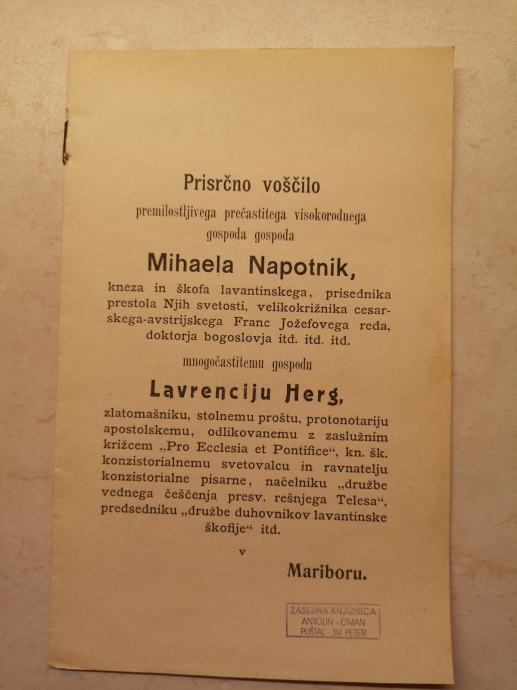 Prisrčno voščilo
premilostljivega prečastitega visokorodnega
gospoda gospoda
Mihaela Napotnik,
kneza in škofa lavantinskega, prisednika
prestola Njih svetosti, velikokrižnika cesar-
skega-avstrijskega Franc Jožefovega reda,
doktorja bogoslovja itd. itd. itd.
mnogočastitemu gospodu
Lavrenciju Herg,
zlatomašniku, stolnemu proštu, protonotariju
apostolskemu, odlikovanemu z zaslužnim
križcem „Pro Ecclesia et Pontifice“, kn. šk.
konzistorialnemu svetovalcu in ravnatelju
konzistorialne pisarne, načelniku „družbe
vednega češčenja presv. rešnjega Telesa“,
predsedniku „družbe duhovnikov lavantinske
škofije“ itd.
v
Mariboru.
ZASEBNA KNJIŽNICA
ANTOLIN - OMAN
PUŠTAL - SV. PETER